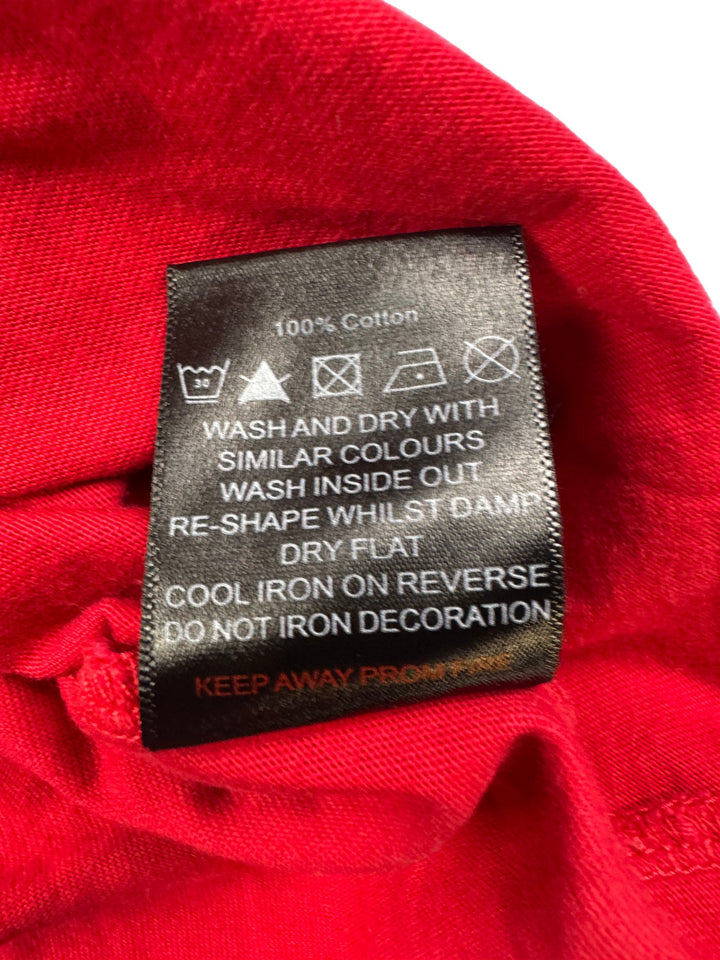 100% Cotton
30
WASH AND DRY WITH
SIMILAR COLOURS
WASH INSIDE OUT
RE-SHAPE WHILST DAMP
DRY FLAT
COOL IRON ON REVERSE
DO NOT IRON DECORATION
KEEP AWAY FROM FIRE